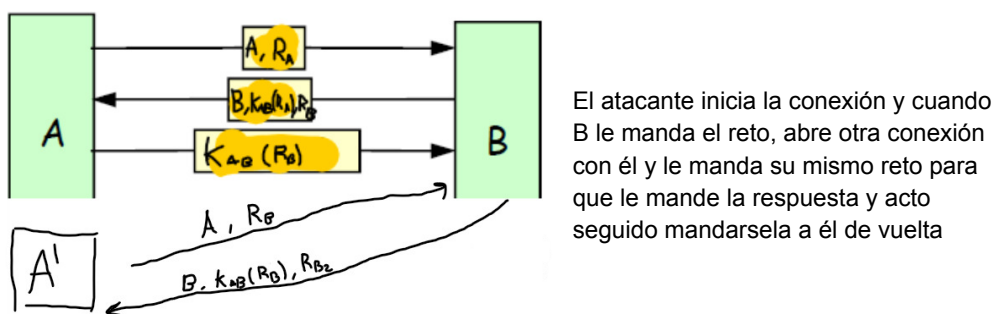 A, R_A
B, K_AB(R_A), R_B
K_AB (R_B)
A
B
A, R_B
B. K_AB(R_B), R_B2
A'
El atacante inicia la conexión y cuando
B le manda el reto, abre otra conexión
con él y le manda su mismo reto para
que le mande la respuesta y acto
seguido mandarsela a él de vuelta